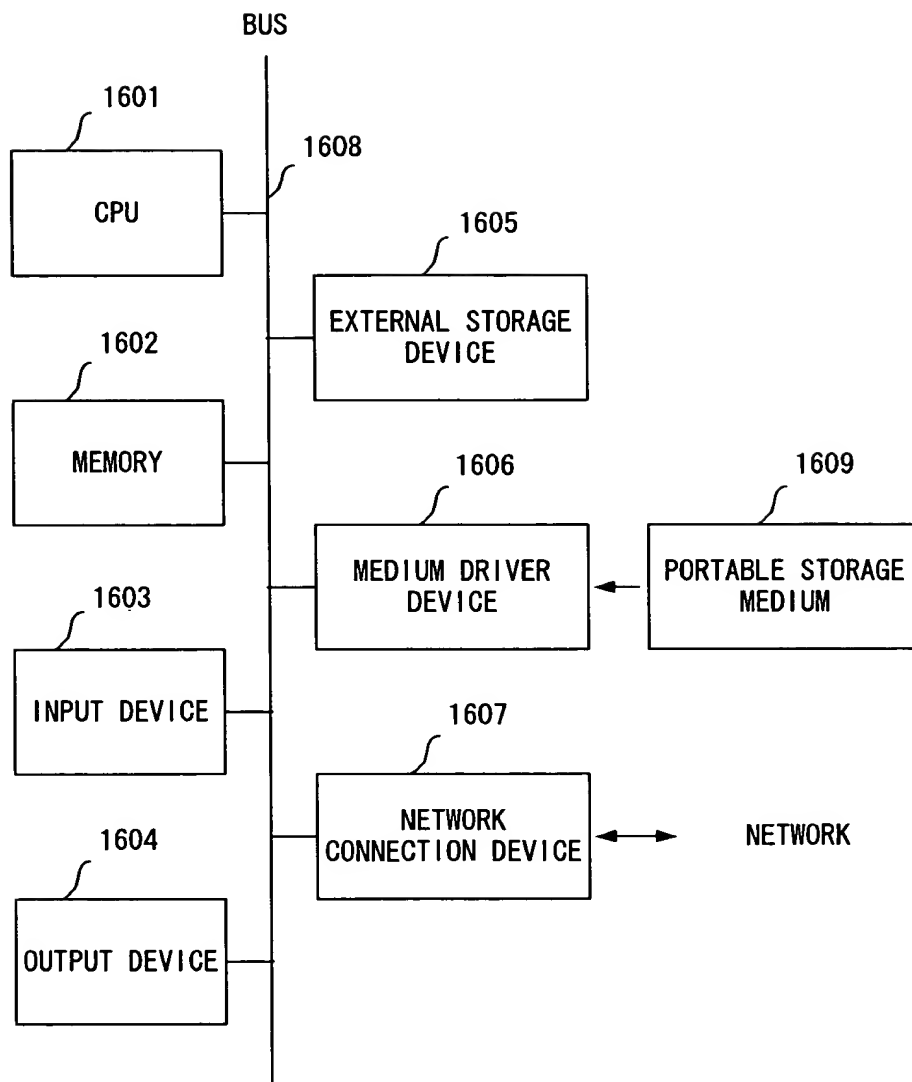 BUS
1601
1608
CPU
1605
EXTERNAL STORAGE
DEVICE
1602
MEMORY
1606
1609
MEDIUM DRIVER
DEVICE
PORTABLE STORAGE
MEDIUM
1603
INPUT DEVICE
1607
NETWORK
CONNECTION DEVICE
NETWORK
1604
OUTPUT DEVICE